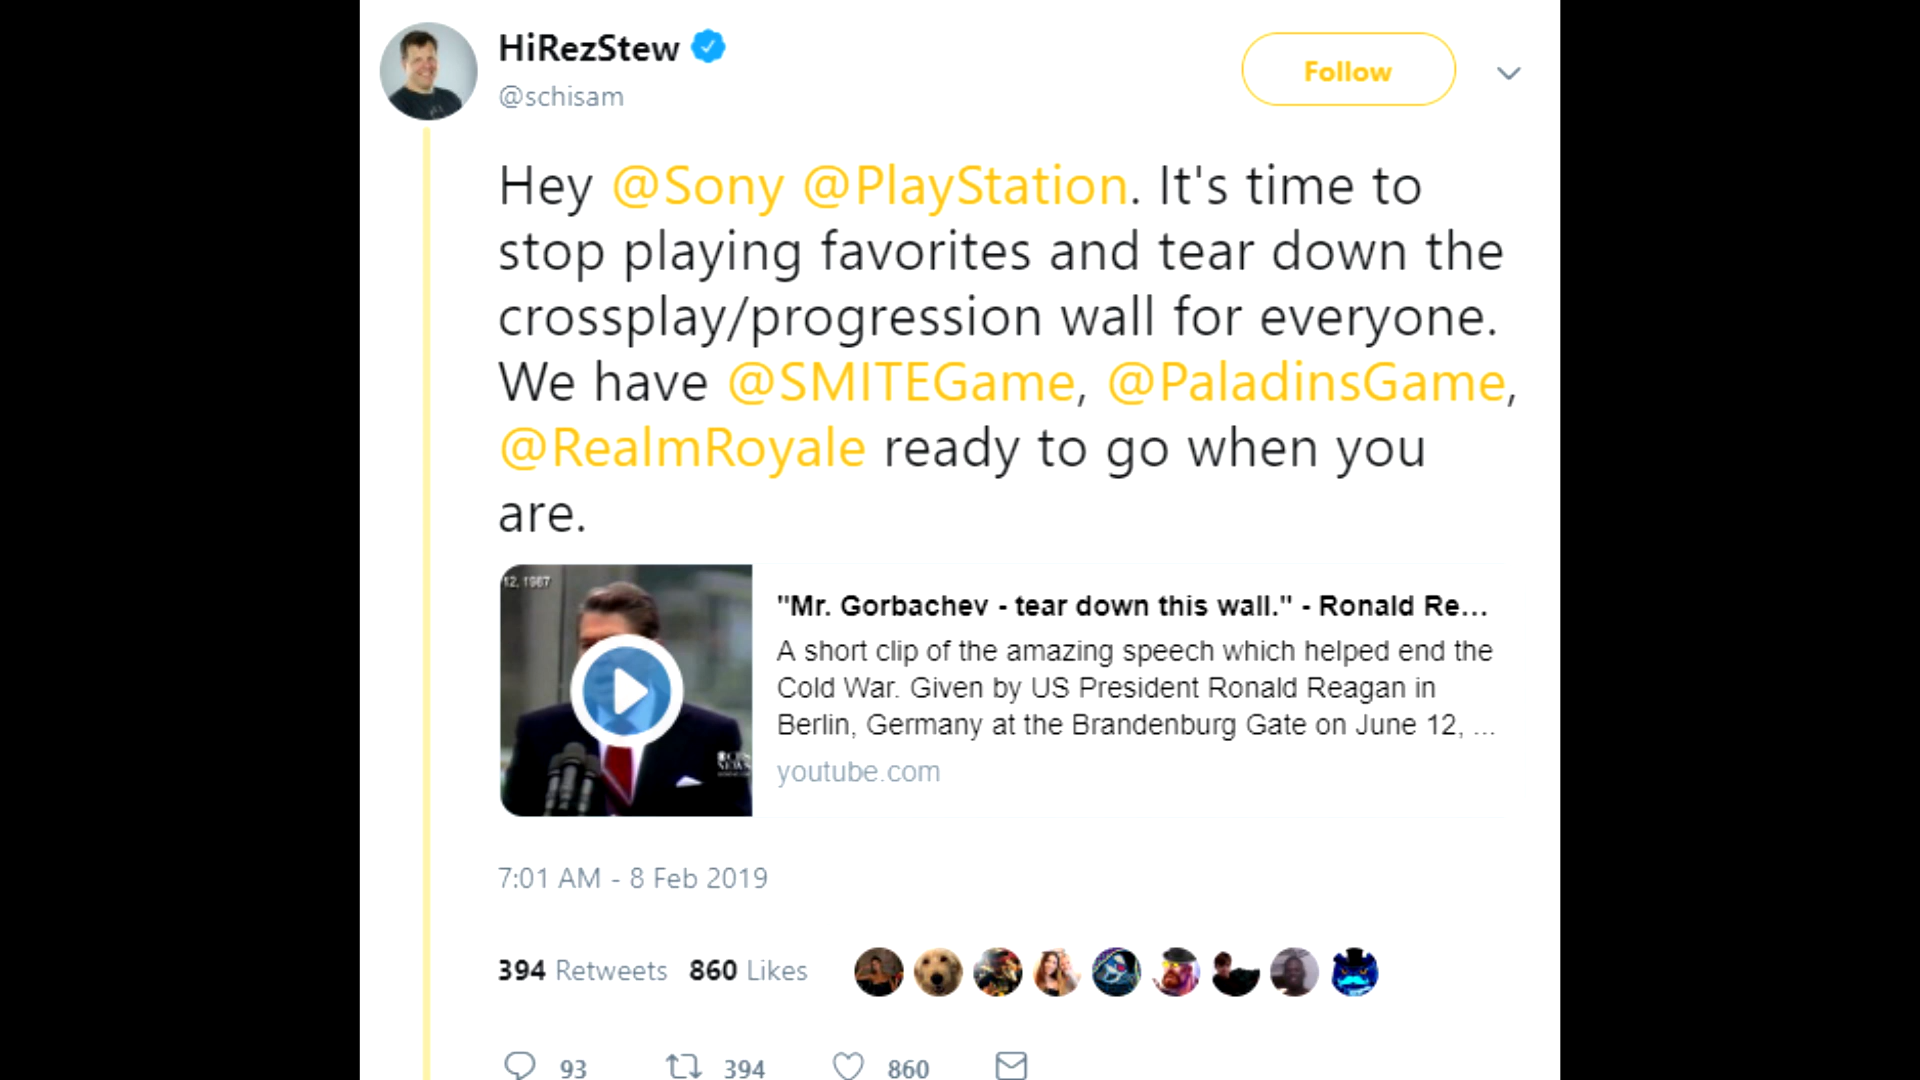 HiRezStew
@schisam
Follow
Hey @Sony @PlayStation. It's time to
stop playing favorites and tear down the
crossplay/progression wall for everyone.
We have @SMITEGame, @PaladinsGame,
@RealmRoyale ready to go when you
are.
12, 1987
CBS
NEWS
"Mr. Gorbachev - tear down this wall." - Ronald Re...
A short clip of the amazing speech which helped end the
Cold War. Given by US President Ronald Reagan in
Berlin, Germany at the Brandenburg Gate on June 12, ...
youtube.com
7:01 AM - 8 Feb 2019
394 Retweets 860 Likes
93 394 860